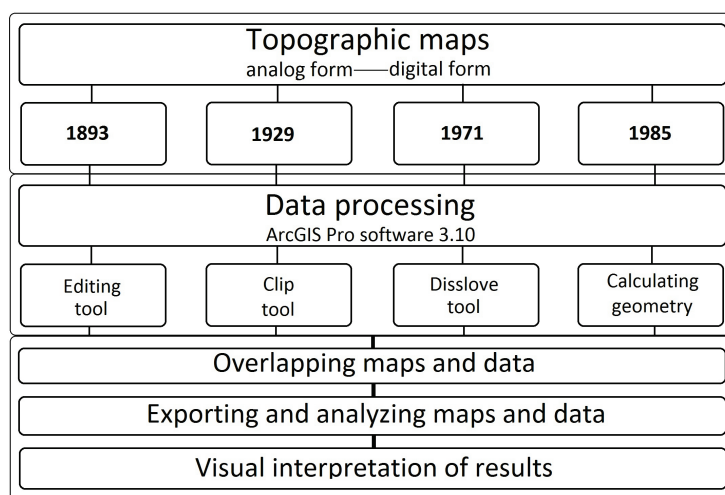 Topographic maps
analog form——digital form
1893
1929
1971
1985
Data processing
ArcGIS Pro software 3.10
Editing
tool
Clip
tool
Disslove
tool
Calculating
geometry
Overlapping maps and data
Exporting and analyzing maps and data
Visual interpretation of results